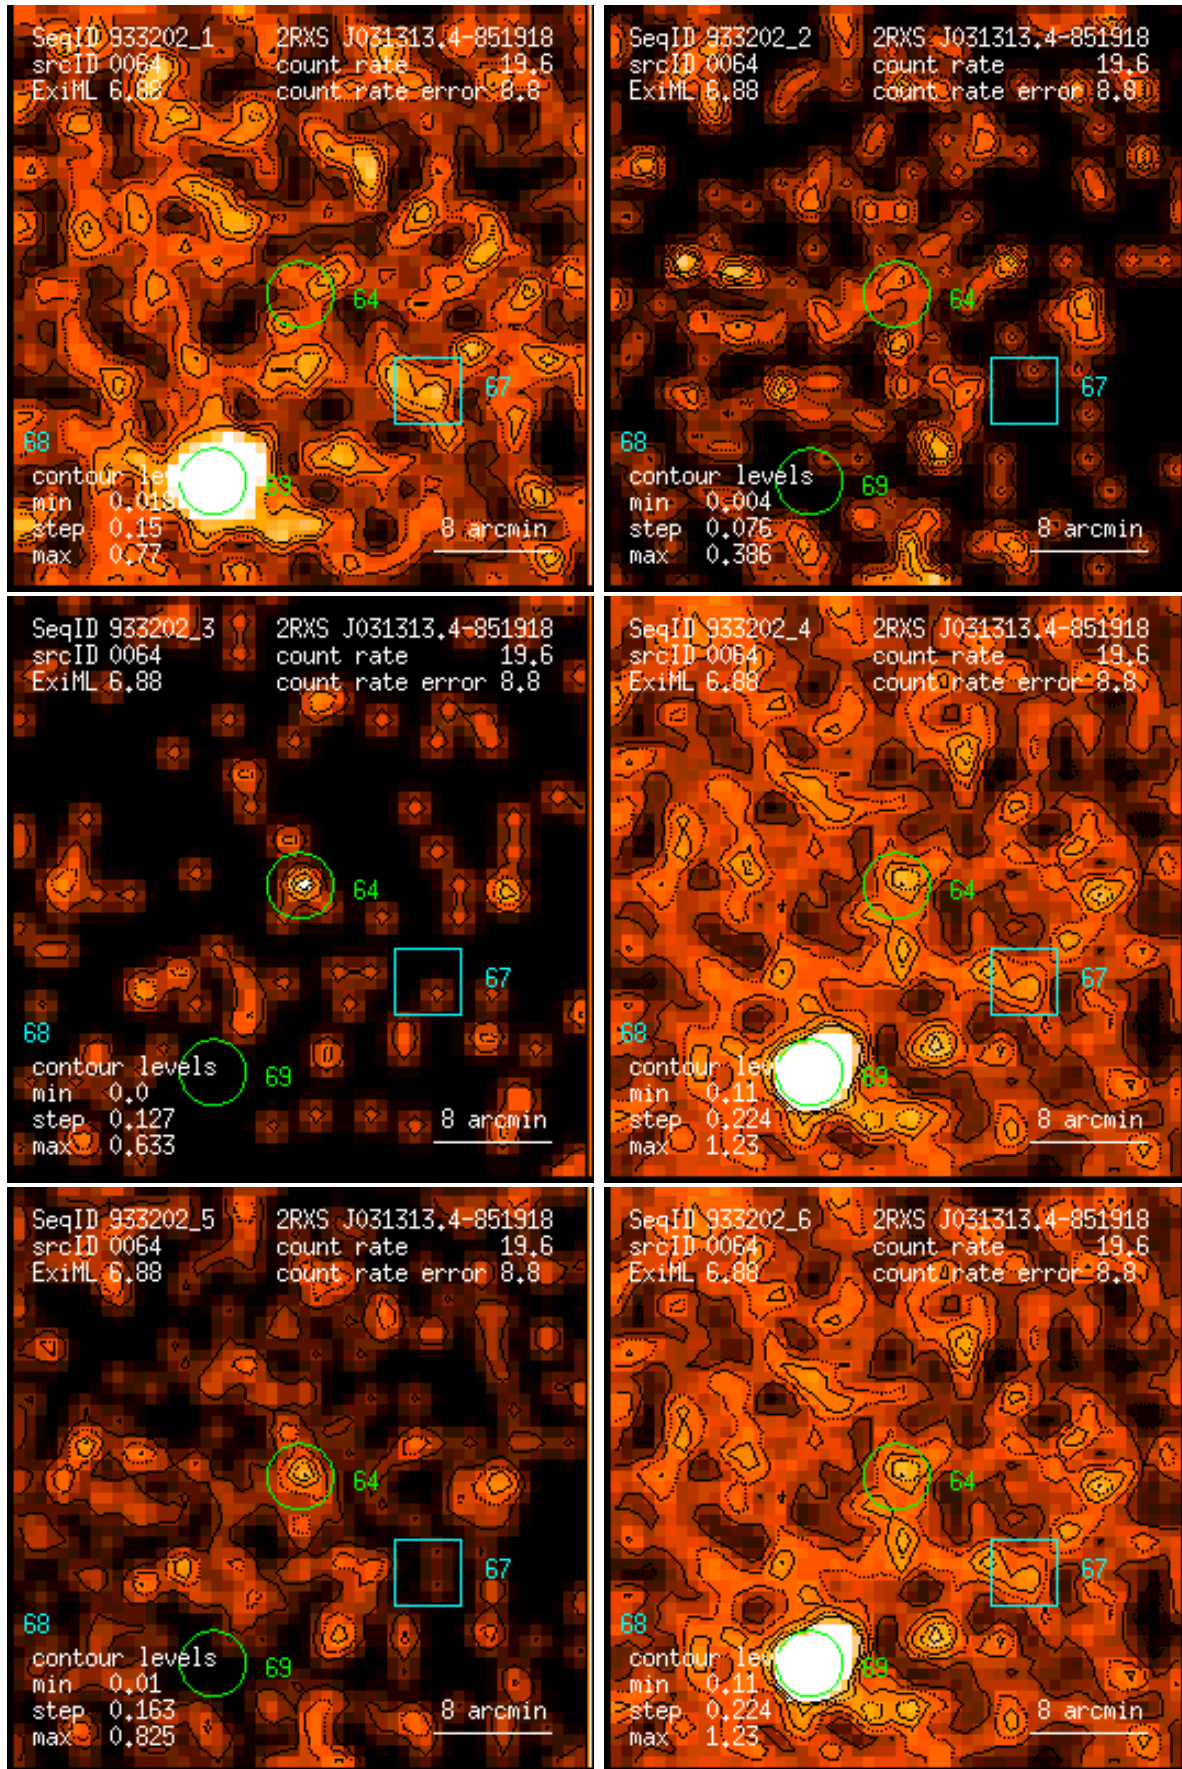 SeqID 933202_1 2RXS J031313.4-851918
srcID 0064 count rate 19.6
ExiML 6.88 count rate error 8.8
64
67
68
contour levels
69
min 0.018
step 0.15 8 arcmin
max 0.77
SeqID 933202_2 2RXS J031313.4-851918
srcID 0064 count rate 19.6
ExiML 6.88 count rate error 8.8
64
67
68
contour levels
69
min 0.004
step 0.076 8 arcmin
max 0.386
SeqID 933202_3 2RXS J031313.4-851918
srcID 0064 count rate 19.6
ExiML 6.88 count rate error 8.8
64
67
68
contour levels
69
min 0.0
step 0.127 8 arcmin
max 0.633
SeqID 933202_4 2RXS J031313.4-851918
srcID 0064 count rate 19.6
ExiML 6.88 count rate error 8.8
64
67
68
contour lev
69
min 0.11
step 0.224 8 arcmin
max 1.23
SeqID 933202_5 2RXS J031313.4-851918
srcID 0064 count rate 19.6
ExiML 6.88 count rate error 8.8
64
67
68
contour levels
69
min 0.01
step 0.163 8 arcmin
max 0.825
SeqID 933202_6 2RXS J031313.4-851918
srcID 0064 count rate 19.6
ExiML 6.88 count rate error 8.8
64
67
68
contour lev
69
min 0.11
step 0.224 8 arcmin
max 1.23